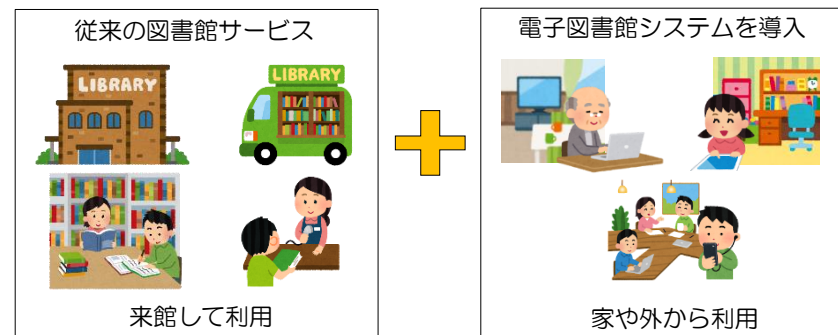 従来の図書館サービス
LIBRARY
LIBRARY
来館して利用
電子図書館システムを導入
家や外から利用